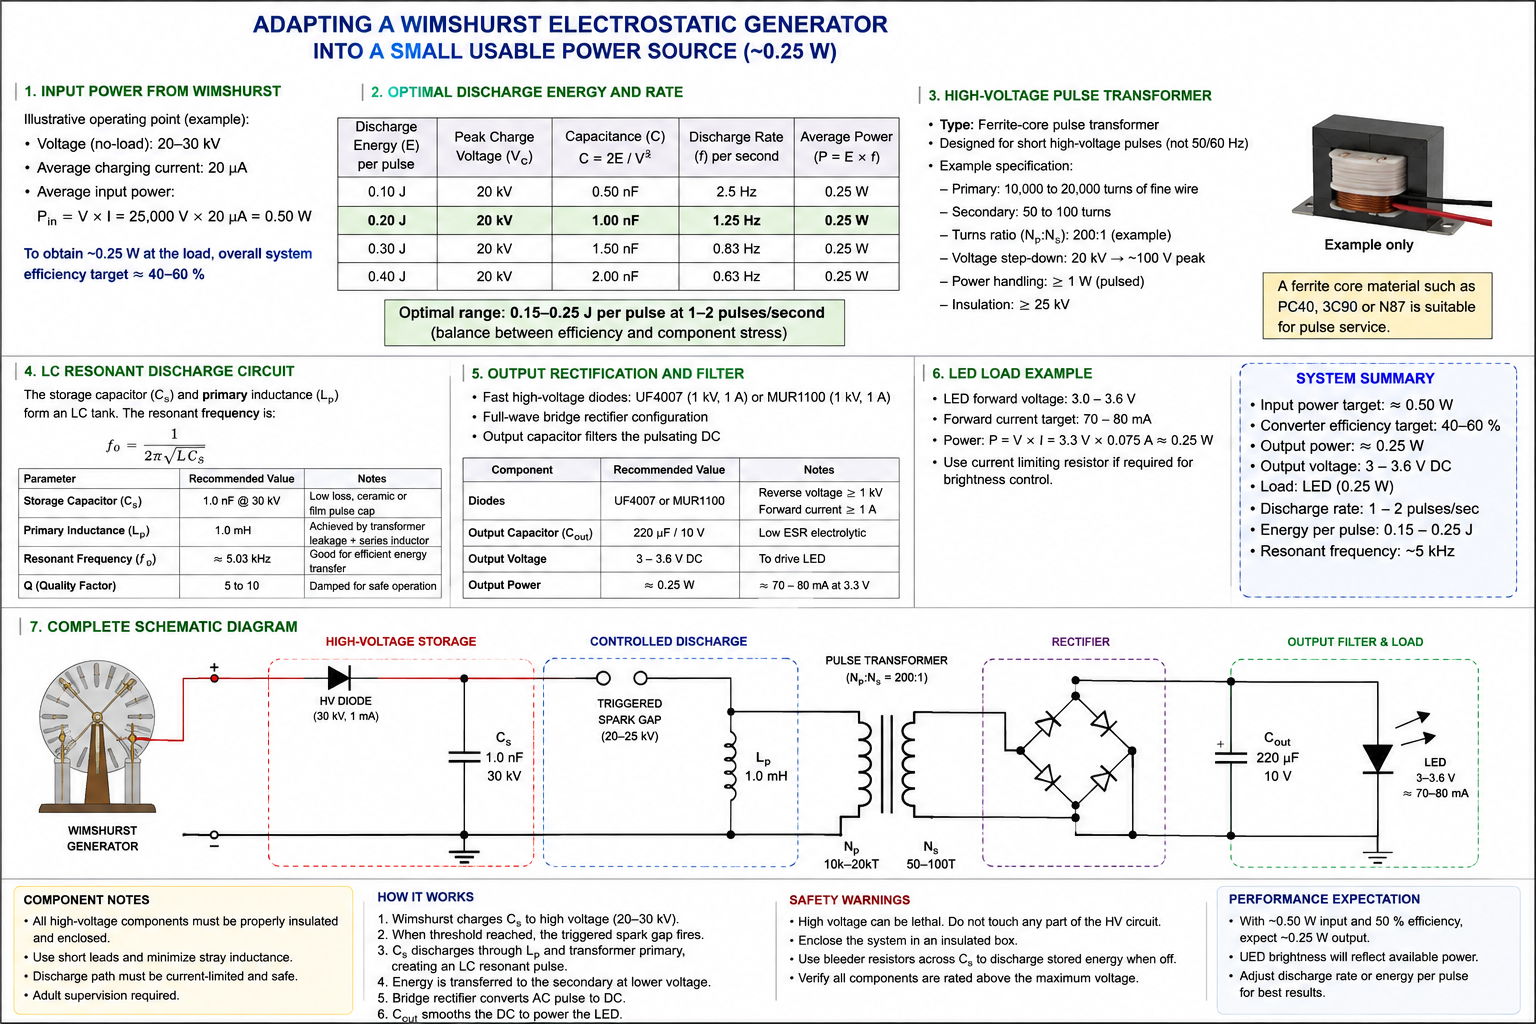 ADAPTING A WIMSHURST ELECTROSTATIC GENERATOR
INTO A SMALL USABLE POWER SOURCE (~0.25 W)
1. INPUT POWER FROM WIMSHURST
Illustrative operating point (example):
• Voltage (no-load): 20–30 kV
• Average charging current: 20 µA
• Average input power:
Pin = V × I = 25,000 V × 20 µA = 0.50 W
To obtain ~0.25 W at the load, overall system
efficiency target ≈ 40–60 %
2. OPTIMAL DISCHARGE ENERGY AND RATE
Discharge Energy (E) per pulse | Peak Charge Voltage (Vc) | Capacitance (C) C = 2E / V² | Discharge Rate (f) per second | Average Power (P = E × f)
0.10 J | 20 kV | 0.50 nF | 2.5 Hz | 0.25 W
0.20 J | 20 kV | 1.00 nF | 1.25 Hz | 0.25 W
0.30 J | 20 kV | 1.50 nF | 0.83 Hz | 0.25 W
0.40 J | 20 kV | 2.00 nF | 0.63 Hz | 0.25 W
Optimal range: 0.15–0.25 J per pulse at 1–2 pulses/second
(balance between efficiency and component stress)
3. HIGH-VOLTAGE PULSE TRANSFORMER
• Type: Ferrite-core pulse transformer
• Designed for short high-voltage pulses (not 50/60 Hz)
• Example specification:
– Primary: 10,000 to 20,000 turns of fine wire
– Secondary: 50 to 100 turns
– Turns ratio (Np:Ns): 200:1 (example)
– Voltage step-down: 20 kV → ~100 V peak
– Power handling: ≥ 1 W (pulsed)
– Insulation: ≥ 25 kV
Example only
A ferrite core material such as
PC40, 3C90 or N87 is suitable
for pulse service.
4. LC RESONANT DISCHARGE CIRCUIT
The storage capacitor (Cs) and primary inductance (Lp)
form an LC tank. The resonant frequency is:
fo = 1 / 2π√LCs
Parameter | Recommended Value | Notes
Storage Capacitor (Cs) | 1.0 nF @ 30 kV | Low loss, ceramic or film pulse cap
Primary Inductance (Lp) | 1.0 mH | Achieved by transformer leakage + series inductor
Resonant Frequency (fo) | ≈ 5.03 kHz | Good for efficient energy transfer
Q (Quality Factor) | 5 to 10 | Damped for safe operation
5. OUTPUT RECTIFICATION AND FILTER
• Fast high-voltage diodes: UF4007 (1 kV, 1 A) or MUR1100 (1 kV, 1 A)
• Full-wave bridge rectifier configuration
• Output capacitor filters the pulsating DC
Component | Recommended Value | Notes
Diodes | UF4007 or MUR1100 | Reverse voltage ≥ 1 kV Forward current ≥ 1 A
Output Capacitor (Cout) | 220 µF / 10 V | Low ESR electrolytic
Output Voltage | 3 – 3.6 V DC | To drive LED
Output Power | ≈ 0.25 W | ≈ 70 – 80 mA at 3.3 V
6. LED LOAD EXAMPLE
• LED forward voltage: 3.0 – 3.6 V
• Forward current target: 70 – 80 mA
• Power: P = V × I = 3.3 V × 0.075 A ≈ 0.25 W
• Use current limiting resistor if required for
brightness control.
SYSTEM SUMMARY
• Input power target: ≈ 0.50 W
• Converter efficiency target: 40–60 %
• Output power: ≈ 0.25 W
• Output voltage: 3 – 3.6 V DC
• Load: LED (0.25 W)
• Discharge rate: 1 – 2 pulses/sec
• Energy per pulse: 0.15 – 0.25 J
• Resonant frequency: ~5 kHz
7. COMPLETE SCHEMATIC DIAGRAM
HIGH-VOLTAGE STORAGE
CONTROLLED DISCHARGE
RECTIFIER
OUTPUT FILTER & LOAD
WIMSHURST
GENERATOR
+
–
HV DIODE
(30 kV, 1 mA)
Cs
1.0 nF
30 kV
TRIGGERED
SPARK GAP
(20–25 kV)
Lp
1.0 mH
PULSE TRANSFORMER
(Np:Ns = 200:1)
Np
10k–20kT
Ns
50–100T
+
Cout
220 µF
10 V
LED
3–3.6 V
≈ 70–80 mA
COMPONENT NOTES
• All high-voltage components must be properly insulated
and enclosed.
• Use short leads and minimize stray inductance.
• Discharge path must be current-limited and safe.
• Adult supervision required.
HOW IT WORKS
1. Wimshurst charges Cs to high voltage (20–30 kV).
2. When threshold reached, the triggered spark gap fires.
3. Cs discharges through Lp and transformer primary,
creating an LC resonant pulse.
4. Energy is transferred to the secondary at lower voltage.
5. Bridge rectifier converts AC pulse to DC.
6. Cout smooths the DC to power the LED.
SAFETY WARNINGS
• High voltage can be lethal. Do not touch any part of the HV circuit.
• Enclose the system in an insulated box.
• Use bleeder resistors across Cs to discharge stored energy when off.
• Verify all components are rated above the maximum voltage.
PERFORMANCE EXPECTATION
• With ~0.50 W input and 50 % efficiency,
expect ~0.25 W output.
• UED brightness will reflect available power.
• Adjust discharge rate or energy per pulse
for best results.